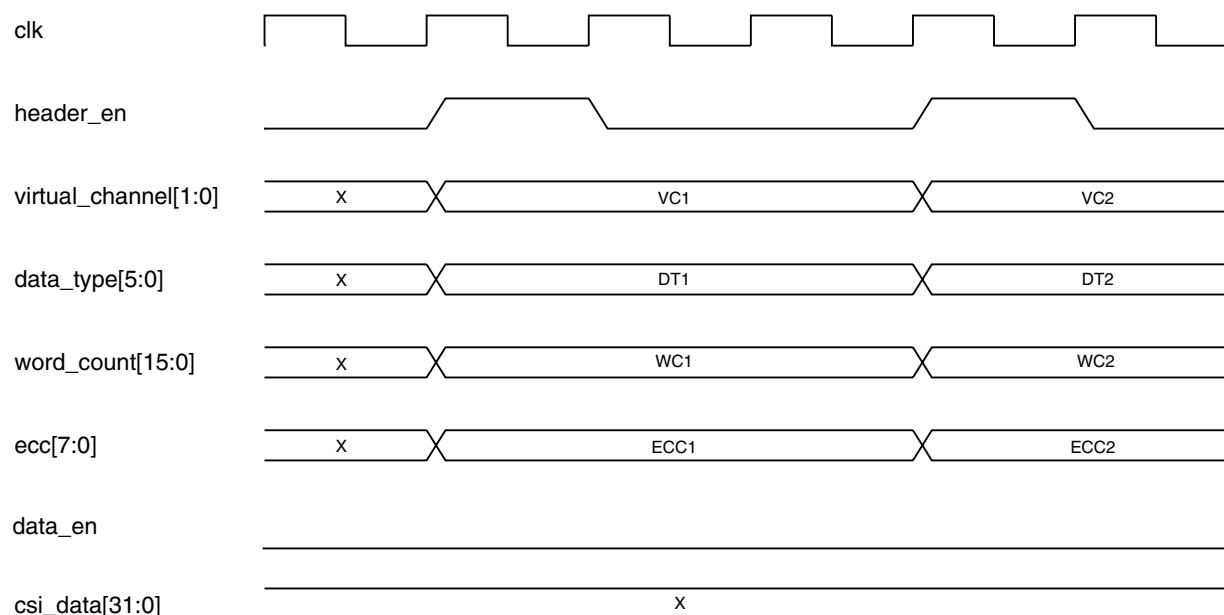 clk
header_en
virtual_channel[1:0] X VC1 VC2
data_type[5:0] X DT1 DT2
word_count[15:0] X WC1 WC2
ecc[7:0] X ECC1 ECC2
data_en
csi_data[31:0] X